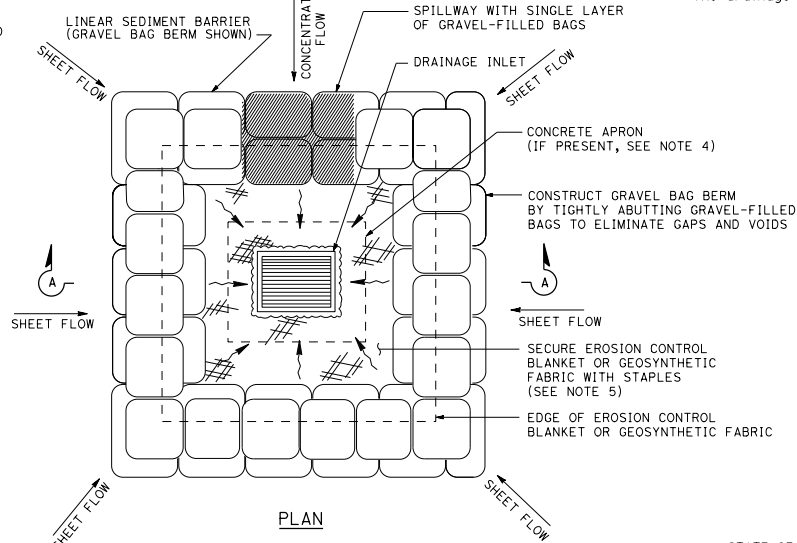 LINEAR SEDIMENT BARRIER
(GRAVEL BAG BERM SHOWN)
FLOW
SPILLWAY WITH SINGLE LAYER
OF GRAVEL-FILLED BAGS
DRAINAGE INLET
SHEET FLOW
SHEET FLOW
CONCRETE APRON
(IF PRESENT, SEE NOTE 4)
CONSTRUCT GRAVEL BAG BERM
BY TIGHTLY ABUTTING GRAVEL-FILLED
BAGS TO ELIMINATE GAPS AND VOIDS
A
A
SHEET FLOW
SHEET FLOW
SECURE EROSION CONTROL
BLANKET OR GEOSYNTHETIC
FABRIC WITH STAPLES
(SEE NOTE 5)
EDGE OF EROSION CONTROL
BLANKET OR GEOSYNTHETIC FABRIC
SHEET FLOW
SHEET FLOW
PLAN